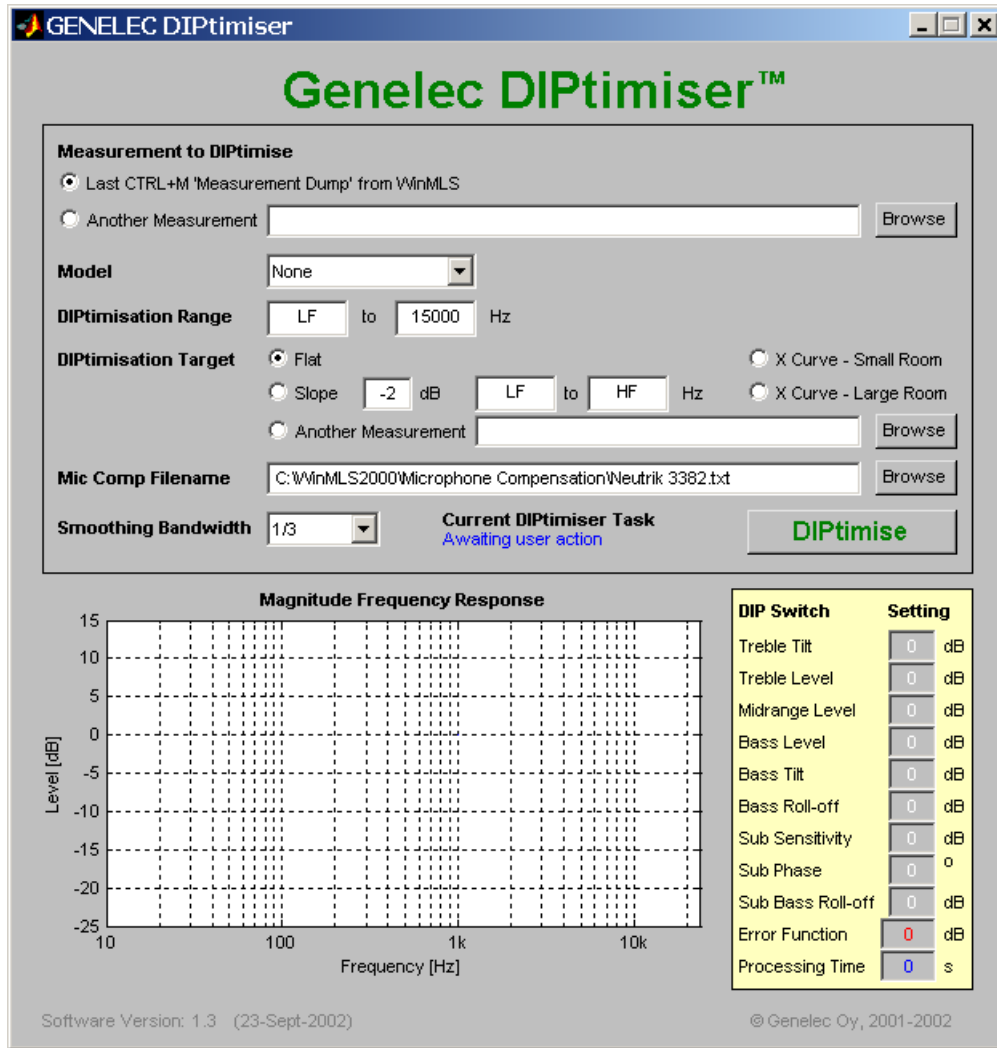 GENELEC DIPtimiser
Genelec DIPtimiser™
Measurement to DIPtimise
Last CTRL+M 'Measurement Dump' from WinMLS
Another Measurement Browse
Model None
DIPtimisation Range LF to 15000 Hz
DIPtimisation Target Flat X Curve - Small Room
Slope -2 dB LF to HF Hz X Curve - Large Room
Another Measurement Browse
Mic Comp Filename C:\WinMLS2000\Microphone Compensation\Neutrik 3382.txt Browse
Smoothing Bandwidth 1/3 Current DIPtimiser Task DIPtimise
Awaiting user action
Magnitude Frequency Response
15
10
5
0
-5
-10
-15
-20
-25
Level [dB]
10 100 1k 10k
Frequency [Hz]
DIP Switch Setting
Treble Tilt 0 dB
Treble Level 0 dB
Midrange Level 0 dB
Bass Level 0 dB
Bass Tilt 0 dB
Bass Roll-off 0 dB
Sub Sensitivity 0 dB
Sub Phase 0 °
Sub Bass Roll-off 0 dB
Error Function 0 dB
Processing Time 0 s
Software Version: 1.3 (23-Sept-2002) © Genelec Oy, 2001-2002